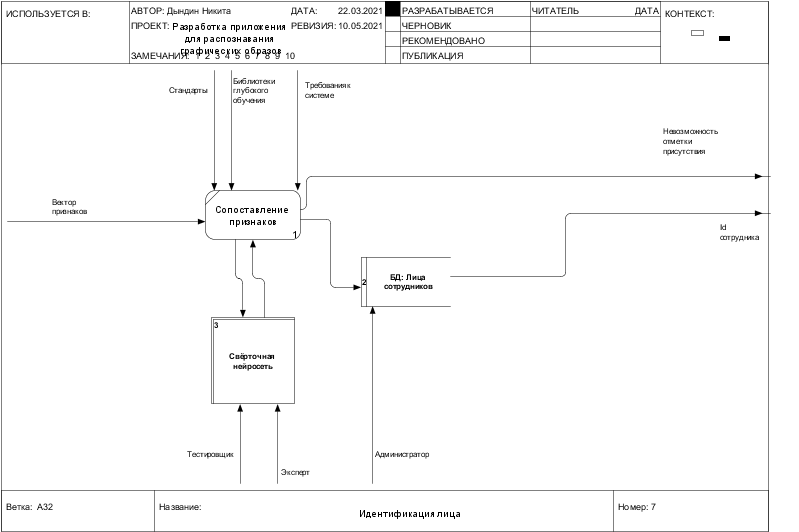 ИСПОЛЬЗУЕТСЯ В:
АВТОР: Дындин Никита
ДАТА: 22.03.2021
ПРОЕКТ: Разработка приложения
для распознавания
графических образов
РЕВИЗИЯ: 10.05.2021
ЗАМЕЧАНИЯ: 1 2 3 4 5 6 7 8 9 10
РАЗРАБАТЫВАЕТСЯ
ЧЕРНОВИК
РЕКОМЕНДОВАНО
ПУБЛИКАЦИЯ
ЧИТАТЕЛЬ
ДАТА
КОНТЕКСТ:
Стандарты
Библиотеки
глубокого
обучения
Требования к
системе
Невозможность
отметки
присутствия
Вектор
признаков
Сопоставление
признаков
1
Id
сотрудника
2
БД: Лица
сотрудников
3
Свёрточная
нейросеть
Тестировщик
Эксперт
Администратор
Ветка: A32
Название:
Идентификация лица
Номер: 7